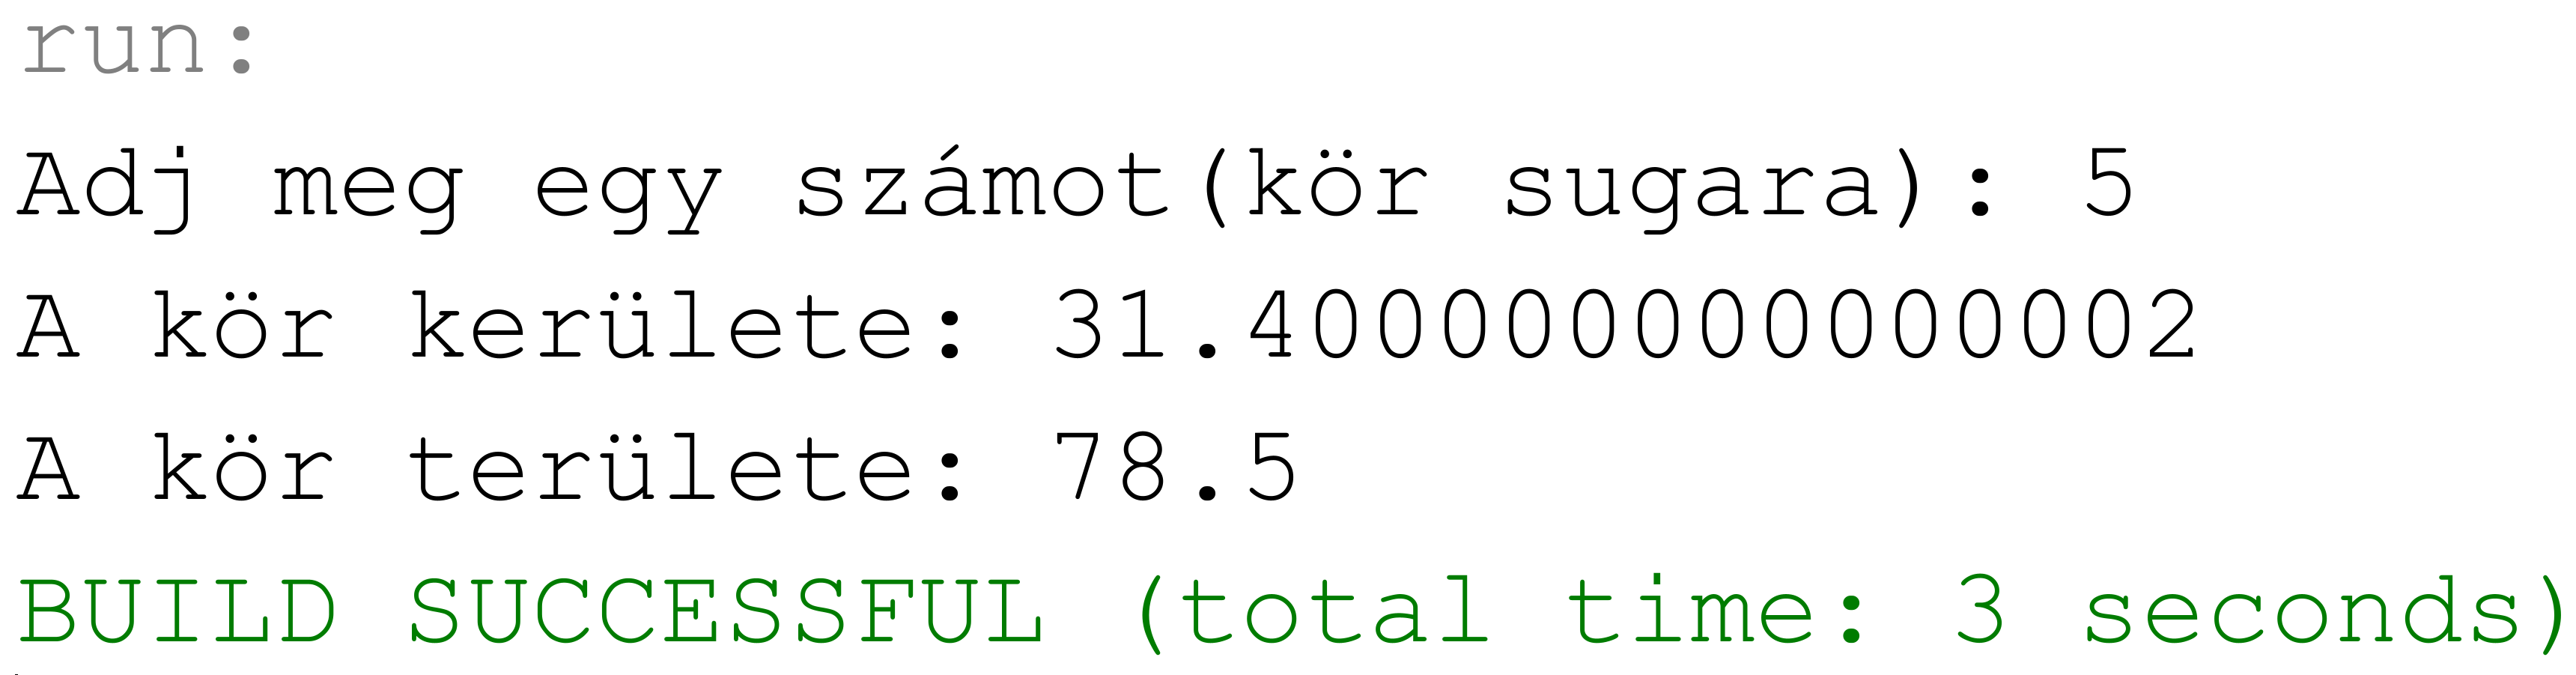 run:
Adj meg egy számot(kör sugara): 5
A kör kerülete: 31.400000000000002
A kör területe: 78.5
BUILD SUCCESSFUL (total time: 3 seconds)